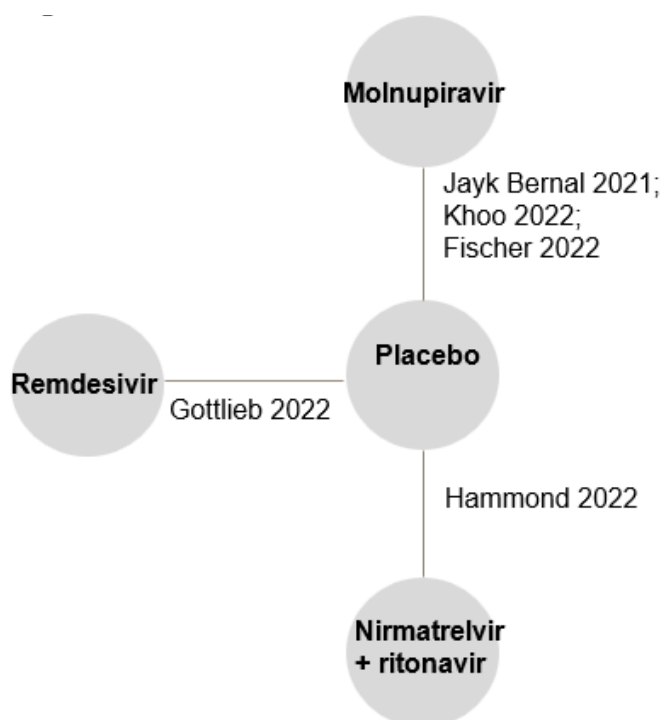 Molnupiravir
Jayk Bernal 2021;
Khoo 2022;
Fischer 2022
Placebo
Remdesivir
Gottlieb 2022
Hammond 2022
Nirmatrelvir
+ ritonavir